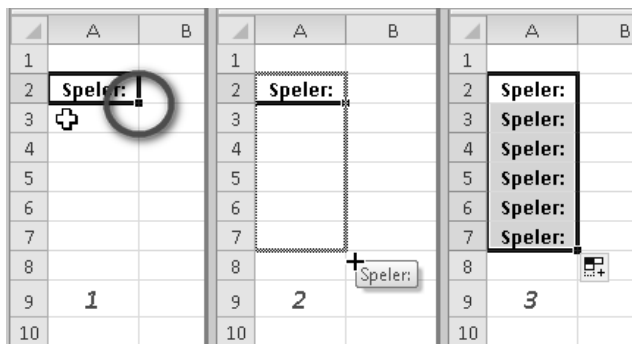 A B A B A B
1 1 1
2 Speler: 2 Speler: 2 Speler:
3 3 3 Speler:
4 4 4 Speler:
5 5 5 Speler:
6 6 6 Speler:
7 7 7 Speler:
8 8 Speler: 8
9 1 9 2 9 3
10 10 10